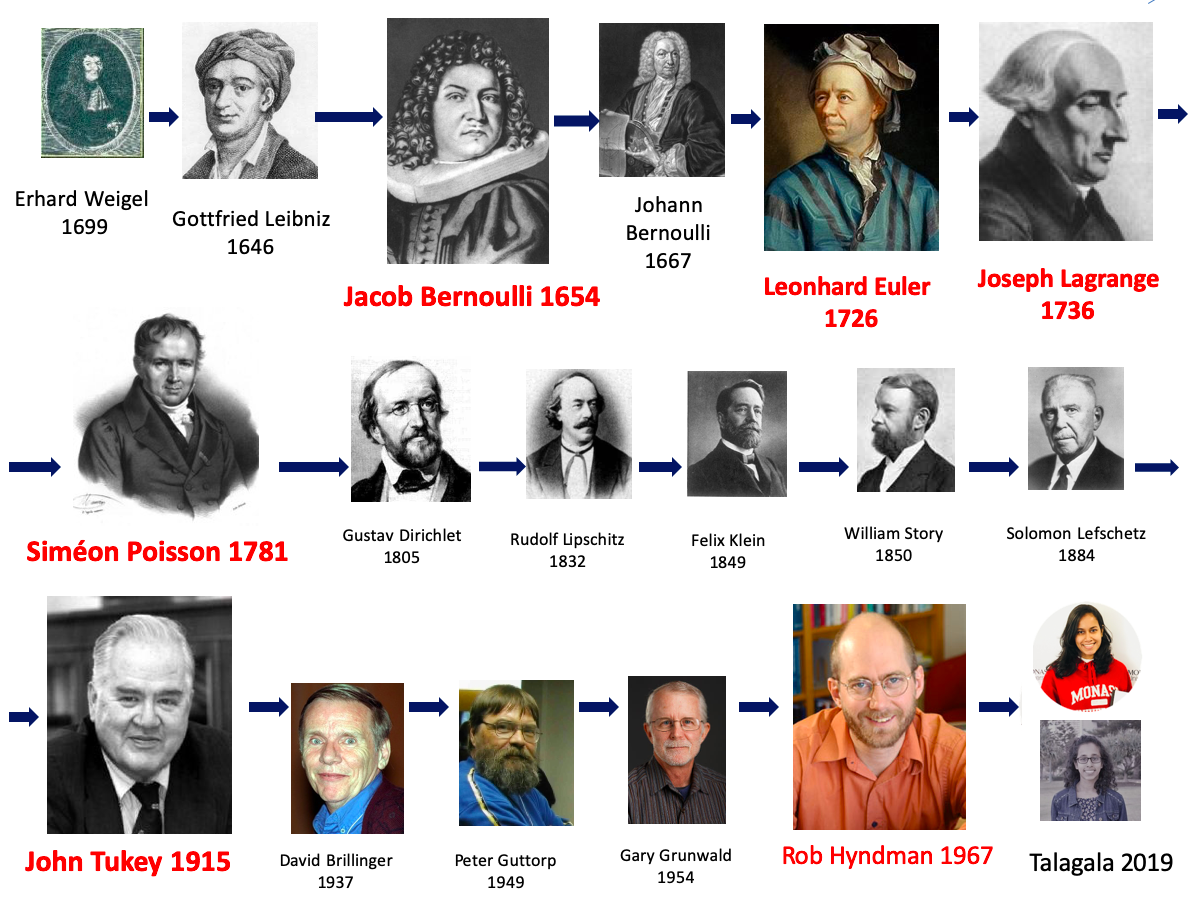 Erhard Weigel
1699
Gottfried Leibniz
1646
Jacob Bernoulli 1654
Johann
Bernoulli
1667
Leonhard Euler
1726
Joseph Lagrange
1736
Siméon Poisson 1781
Gustav Dirichlet
1805
Rudolf Lipschitz
1832
Felix Klein
1849
William Story
1850
Solomon Lefschetz
1884
John Tukey 1915
David Brillinger
1937
Peter Guttorp
1949
Gary Grunwald
1954
Rob Hyndman 1967
MONAS
Talagala 2019